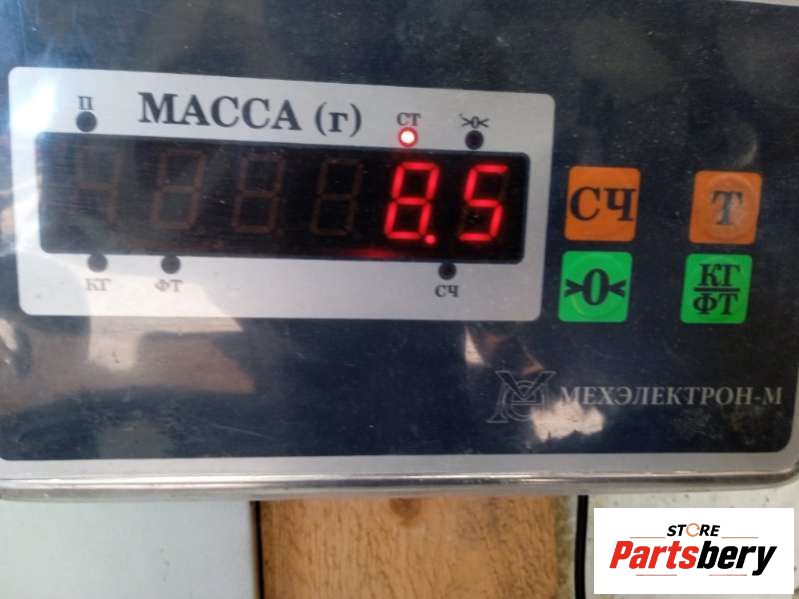 П
МАССА (г)
СТ
>0<
8.5
КГ
ФТ
СЧ
СЧ
Т
>0<
КГ
ФТ
МЕХЭЛЕКТРОН-М
STORE
Partsbery